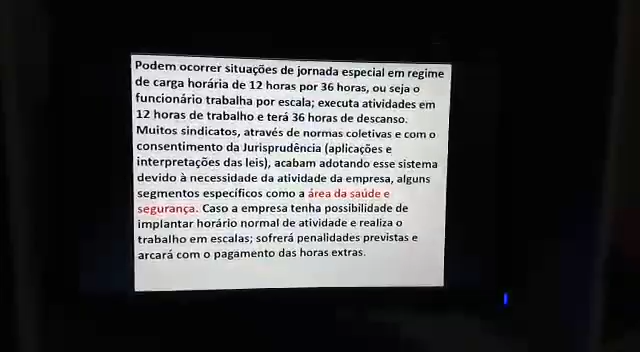 Podem ocorrer situações de jornada especial em regime
de carga horária de 12 horas por 36 horas, ou seja o
funcionário trabalha por escala; executa atividades em
12 horas de trabalho e terá 36 horas de descanso.
Muitos sindicatos, através de normas coletivas e com o
consentimento da Jurisprudência (aplicações e
interpretações das leis), acabam adotando esse sistema
devido à necessidade da atividade da empresa, alguns
segmentos específicos como a área da saúde e
segurança. Caso a empresa tenha possibilidade de
implantar horário normal de atividade e realiza o
trabalho em escalas; sofrerá penalidades previstas e
arcará com o pagamento das horas extras.